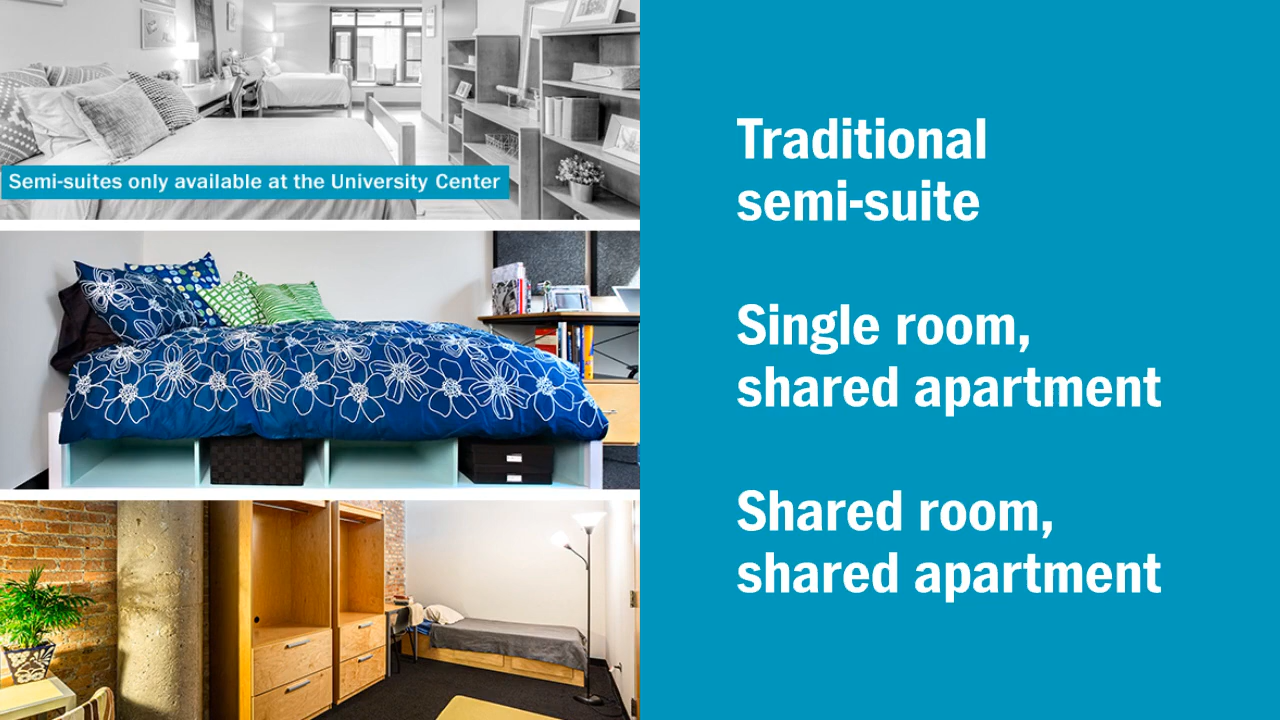 Semi-suites only available at the University Center
Traditional
semi-suite
Single room,
shared apartment
Shared room,
shared apartment